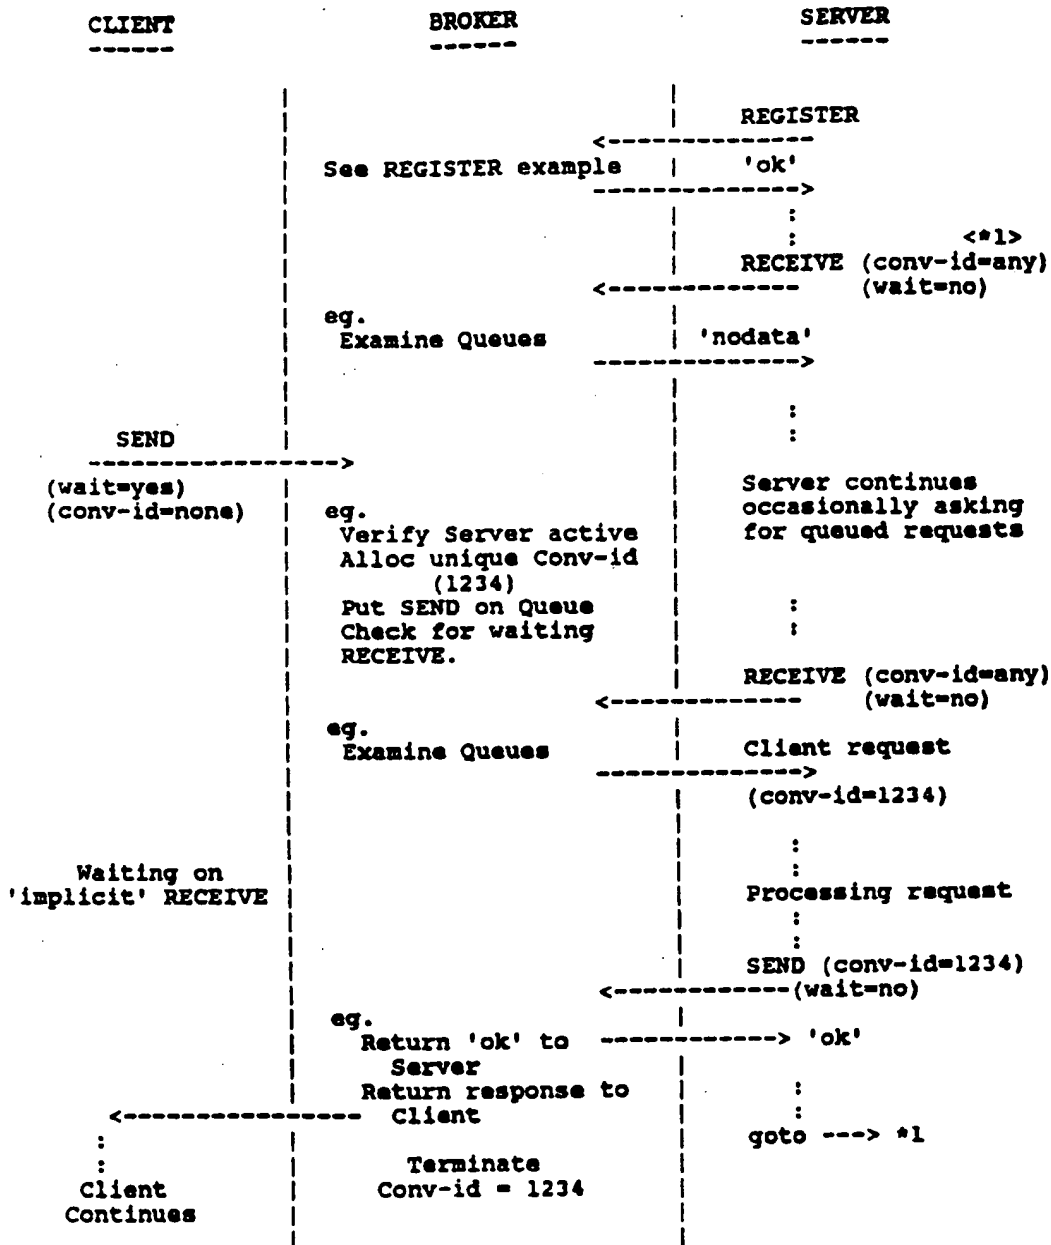 CLIENT BROKER SERVER
------ ------ ------
REGISTER
<--------------
See REGISTER example 'ok'
-------------->
:
: <*1>
RECEIVE (conv-id=any)
<------------- (wait=no)
eg.
Examine Queues 'nodata'
-------------->
:
:
SEND
----------------->
(wait=yes) Server continues
(conv-id=none) eg. occasionally asking
Verify Server active for queued requests
Alloc unique Conv-id
(1234)
Put SEND on Queue :
Check for waiting :
RECEIVE.
RECEIVE (conv-id=any)
<------------- (wait=no)
eg.
Examine Queues Client request
-------------->
(conv-id=1234)
:
Waiting on :
'implicit' RECEIVE Processing request
:
:
SEND (conv-id=1234)
<------------(wait=no)
eg.
Return 'ok' to ------------> 'ok'
Server
Return response to :
<---------------- Client :
: goto ---> *1
: Terminate
Client Conv-id = 1234
Continues